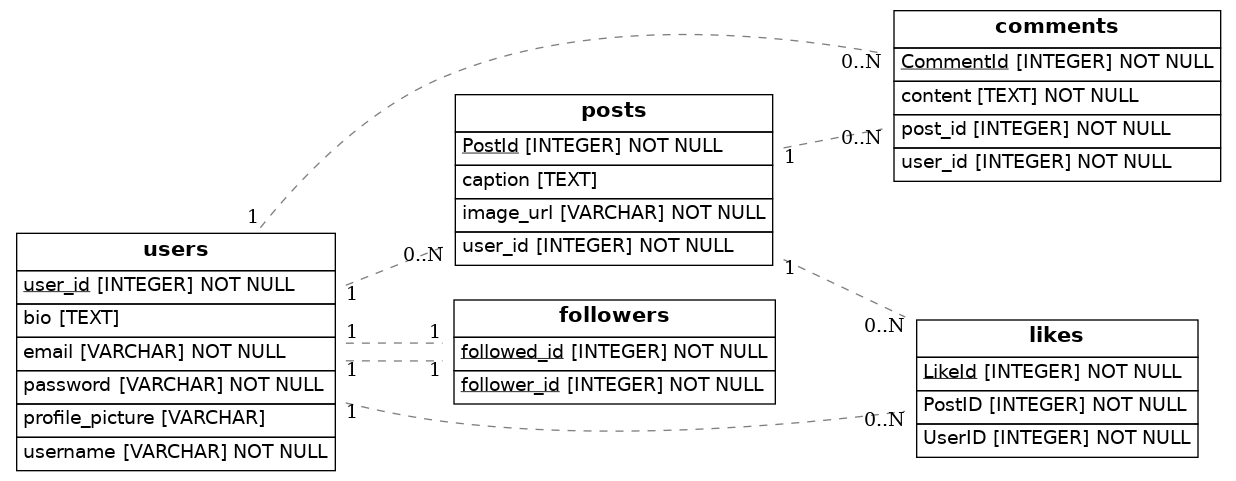 users
user_id [INTEGER] NOT NULL
bio [TEXT]
email [VARCHAR] NOT NULL
password [VARCHAR] NOT NULL
profile_picture [VARCHAR]
username [VARCHAR] NOT NULL
1
0..N
1
0..N
1
1
1
1
1
0..N
posts
PostId [INTEGER] NOT NULL
caption [TEXT]
image_url [VARCHAR] NOT NULL
user_id [INTEGER] NOT NULL
1
0..N
1
0..N
followers
followed_id [INTEGER] NOT NULL
follower_id [INTEGER] NOT NULL
comments
CommentId [INTEGER] NOT NULL
content [TEXT] NOT NULL
post_id [INTEGER] NOT NULL
user_id [INTEGER] NOT NULL
likes
LikeId [INTEGER] NOT NULL
PostID [INTEGER] NOT NULL
UserID [INTEGER] NOT NULL